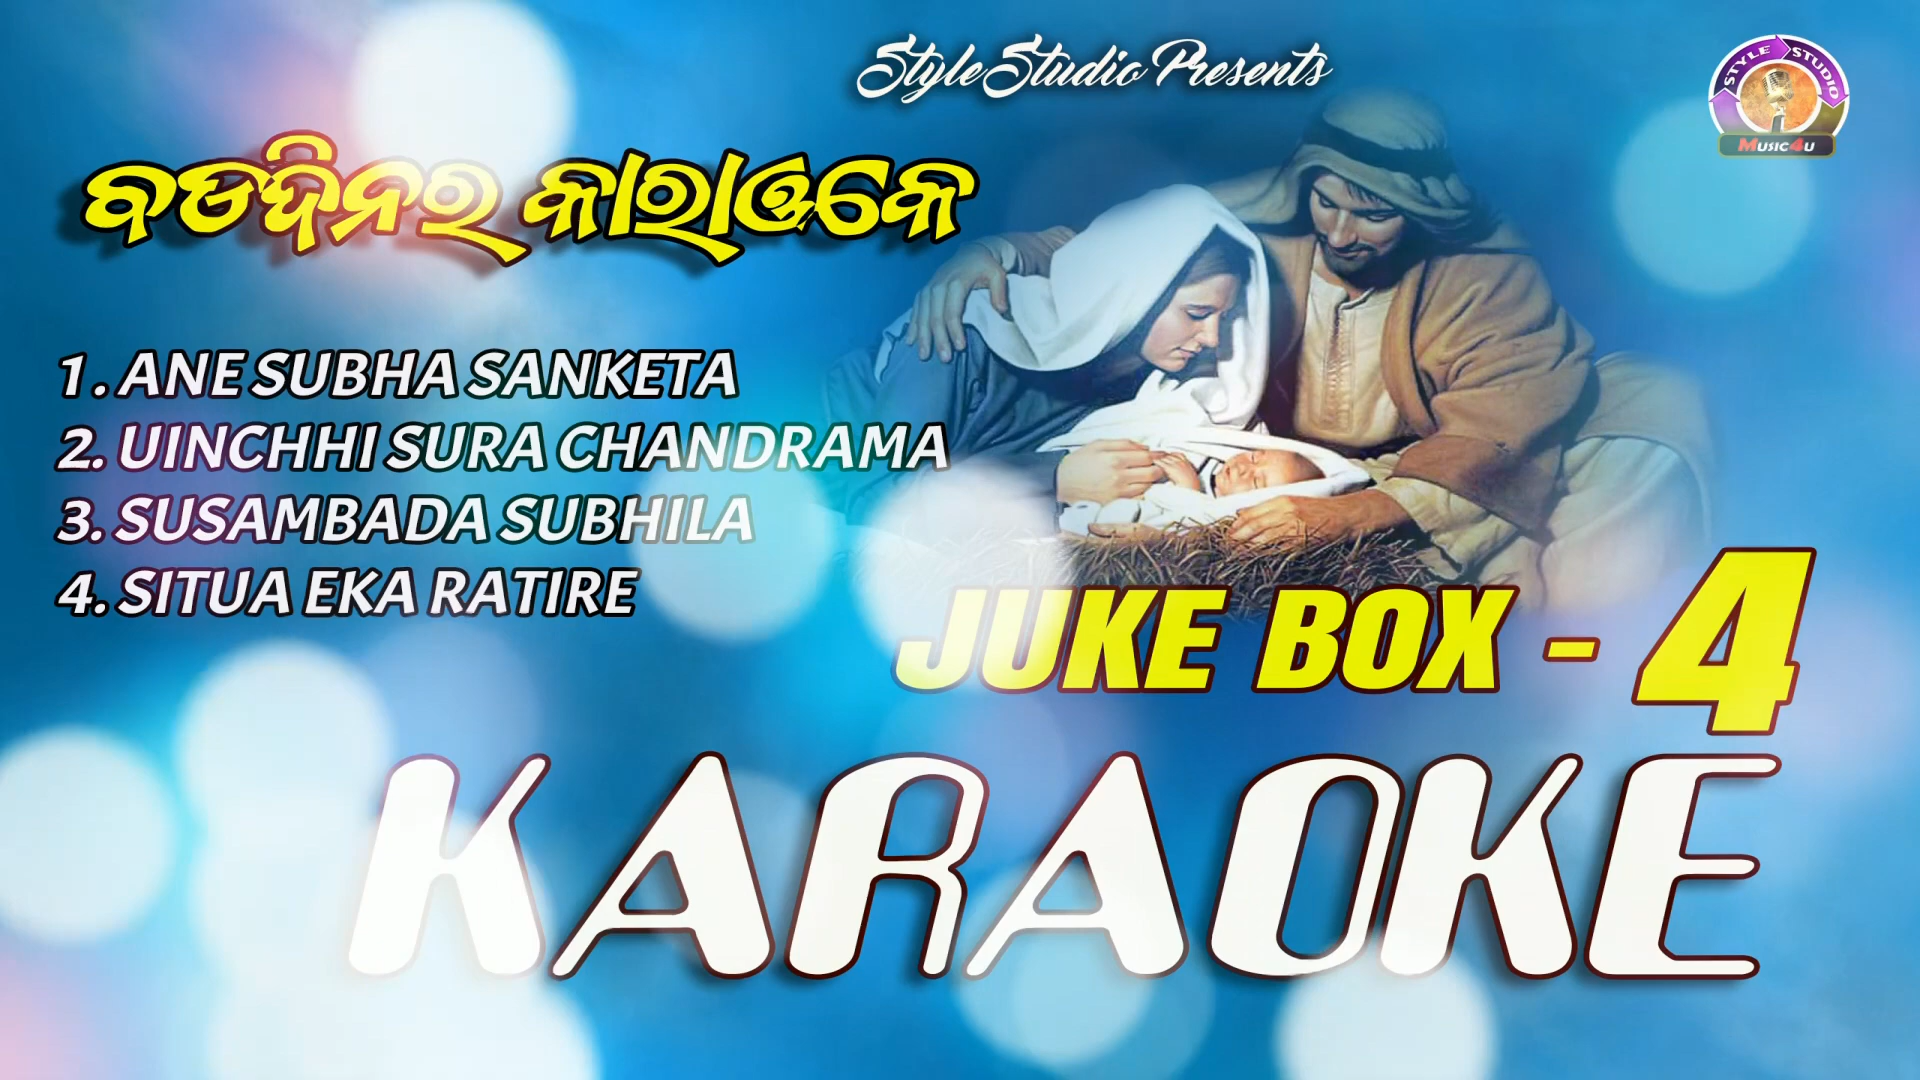 Style Studio Presents
STYLE STUDIO
MUSIC4U
ବଡଦିନର କାରାଓକେ
1. ANE SUBHA SANKETA
2. UINCHHI SURA CHANDRAMA
3. SUSAMBADA SUBHILA
4. SITUA EKA RATIRE
JUKE BOX - 4
KARAOKE